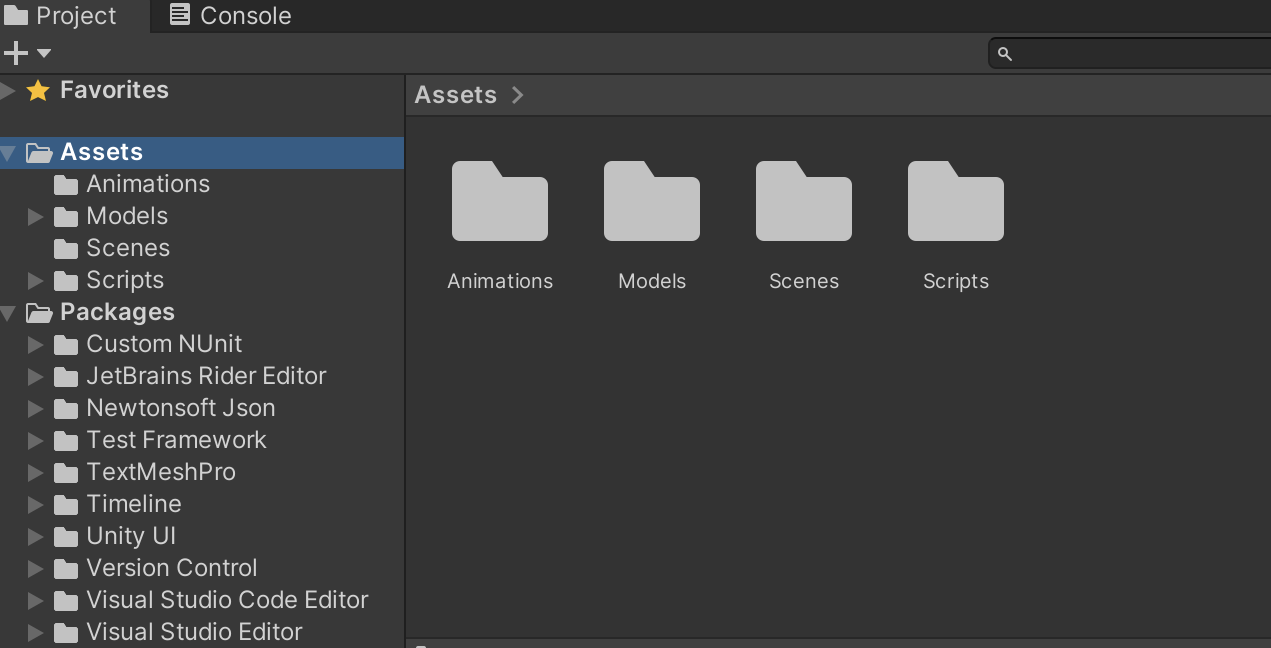 Project
Console
Favorites
Assets
Animations
Models
Scenes
Scripts
Packages
Custom NUnit
JetBrains Rider Editor
Newtonsoft Json
Test Framework
TextMeshPro
Timeline
Unity UI
Version Control
Visual Studio Code Editor
Visual Studio Editor
Assets
Animations
Models
Scenes
Scripts